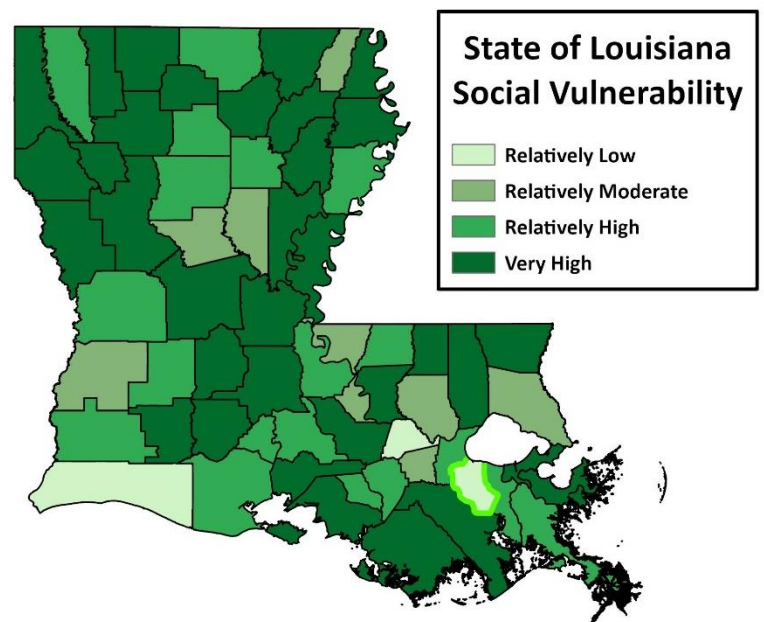 State of Louisiana
Social Vulnerability
Relatively Low
Relatively Moderate
Relatively High
Very High